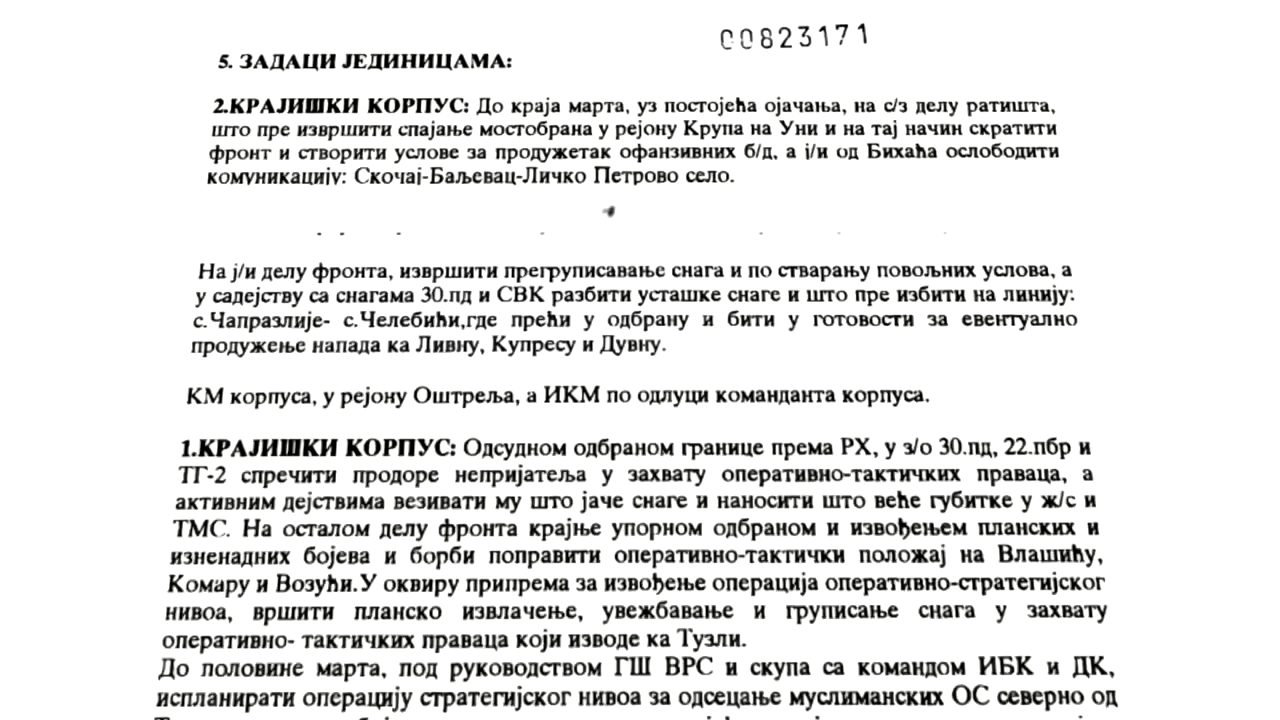 00823171
5. ЗАДАЦИ ЈЕДИНИЦАМА:
2.КРАЈИШКИ КОРПУС: До краја марта, уз постојећа ојачања, на с/з делу ратишта,
што пре извршити спајање мостобрана у рејону Крупа на Уни и на тај начин скратити
фронт и створити услове за продужетак офанзивних б/д, а ј/и од Бихаћа ослободити
комуникацију: Скочај-Баљевац-Личко Петрово село.
На ј/и делу фронта, извршити прегруписавање снага и по стварању повољних услова, а
у садејству са снагама 30.пд и СВК разбити усташке снаге и што пре избити на линију:
с.Чапразлије- с.Челебићи,где прећи у одбрану и бити у готовости за евентуално
продужење напада ка Ливну, Купресу и Дувну.
КМ корпуса, у рејону Оштреља, а ИКМ по одлуци команданта корпуса.
1.КРАЈИШКИ КОРПУС: Одсудном одбраном границе према РХ, у з/о 30.пд, 22.пбр и
ТГ-2 спречити продоре непријатеља у захвату оперативно-тактичких праваца, а
активним дејствима везивати му што јаче снаге и наносити што веће губитке у ж/с и
ТМС. На осталом делу фронта крајње упорном одбраном и извођењем планских и
изненадних бојева и борби поправити оперативно-тактички положај на Влашићу,
Комару и Возући.У оквиру припрема за извођење операција оперативно-стратегијског
нивоа, вршити планско извлачење, увежбавање и груписање снага у захвату
оперативно- тактичких праваца који изводе ка Тузли.
До половине марта, под руководством ГШ ВРС и скупа са командом ИБК и ДК,
испланирати операцију стратегијског нивоа за одсецање муслиманских ОС северно од